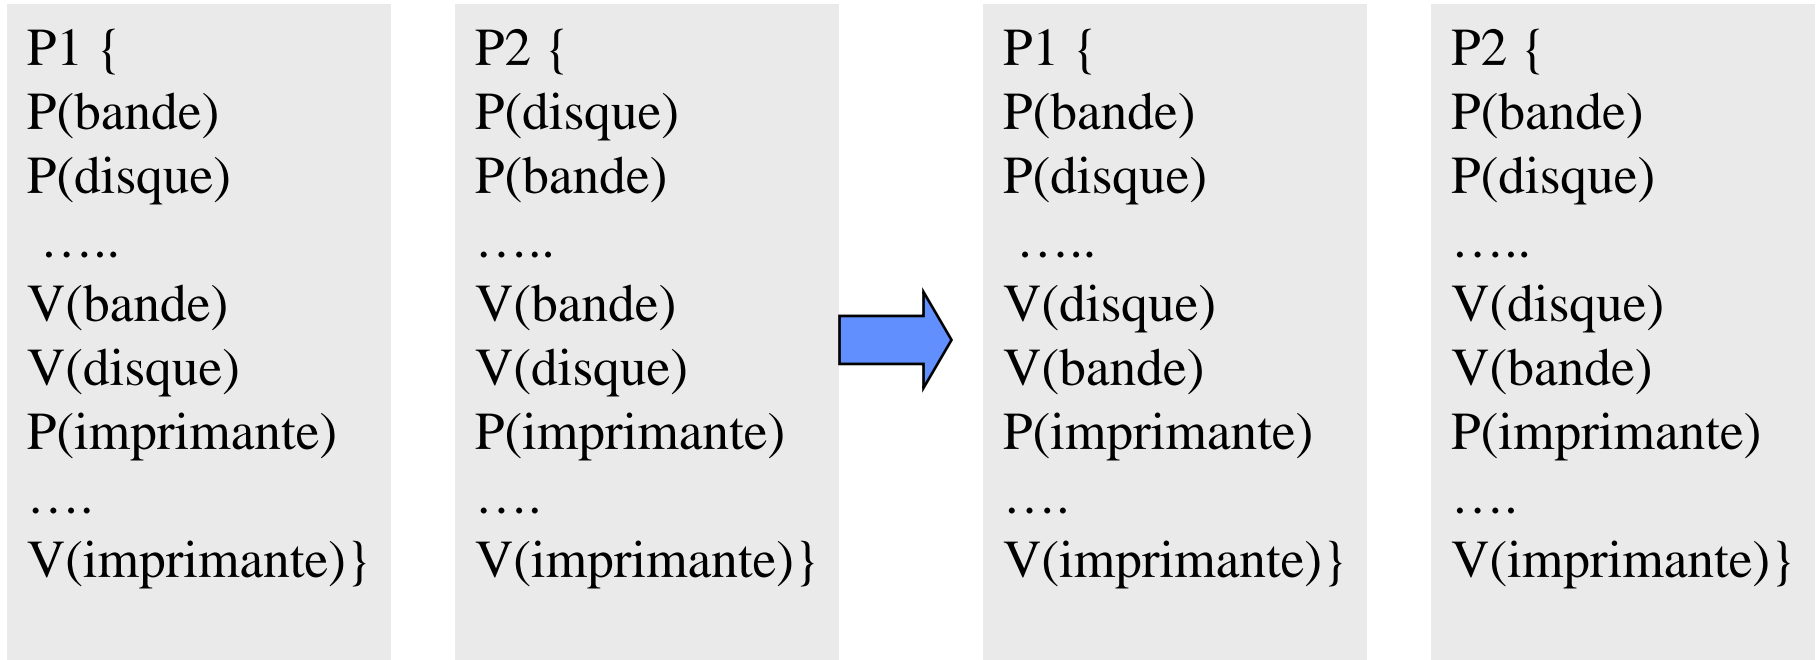 P1 {
P(bande)
P(disque)
…..
V(bande)
V(disque)
P(imprimante)
….
V(imprimante)}
P2 {
P(disque)
P(bande)
…..
V(bande)
V(disque)
P(imprimante)
….
V(imprimante)}
P1 {
P(bande)
P(disque)
…..
V(disque)
V(bande)
P(imprimante)
….
V(imprimante)}
P2 {
P(bande)
P(disque)
…..
V(disque)
V(bande)
P(imprimante)
….
V(imprimante)}